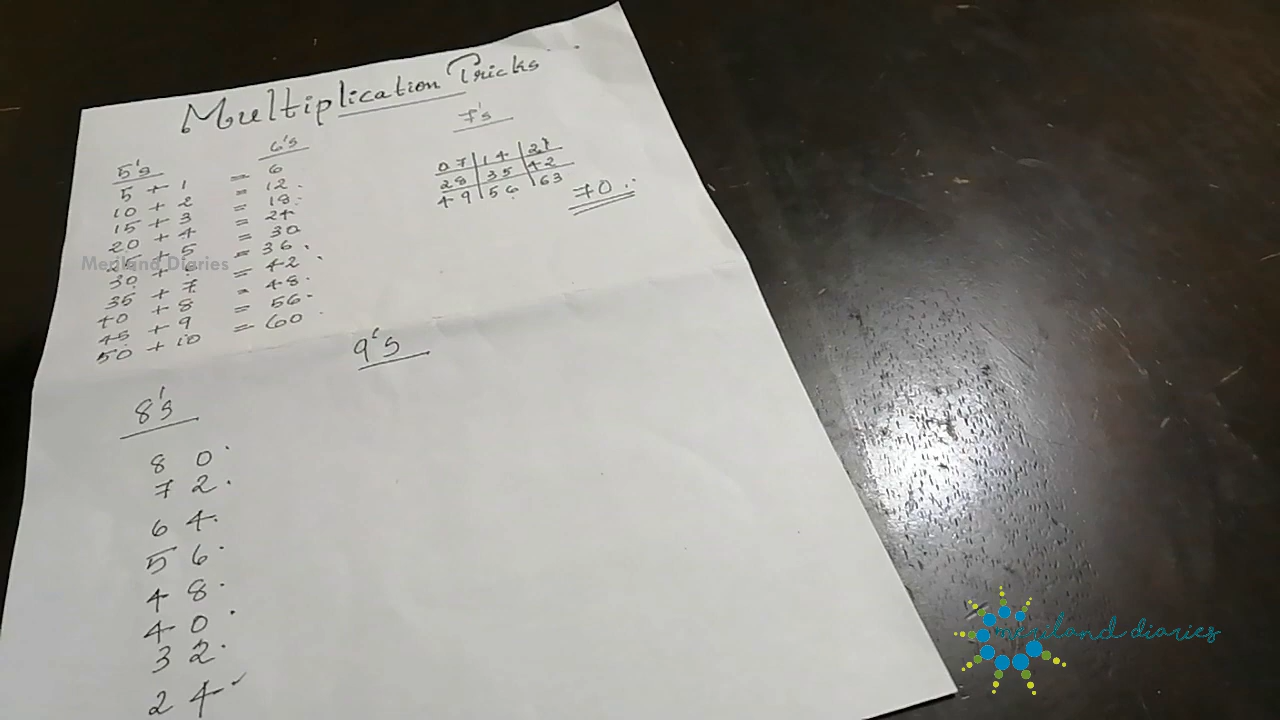 Multiplication Tricks...
5's 6's
5 + 1 = 6
10 + 2 = 12.
15 + 3 = 18.
20 + 4 = 24
25 + 5 = 30
30 + 6 = 36.
35 + 7 = 42.
40 + 8 = 48.
45 + 9 = 56.
50 + 10 = 60.
7's
07 14 21
28 35 42
49 56 63
70.
9's
8's
8 0.
7 2.
6 4.
5 6.
4 8.
4 0.
3 2.
2 4
Meriland Diaries
meriland diaries